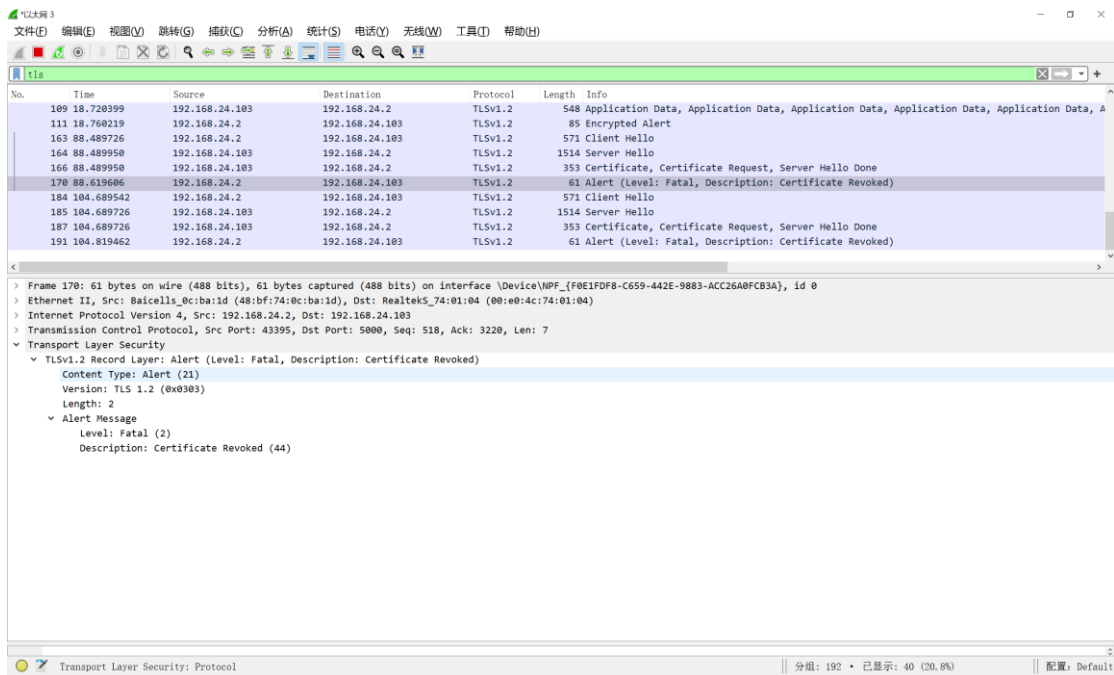 *以太网 3
文件(F) 编辑(E) 视图(V) 跳转(G) 捕获(C) 分析(A) 统计(S) 电话(Y) 无线(W) 工具(T) 帮助(H)
tls
No. Time Source Destination Protocol Length Info
109 18.720399 192.168.24.103 192.168.24.2 TLSv1.2 548 Application Data, Application Data, Application Data, Application Data, Application Data, A
111 18.760219 192.168.24.2 192.168.24.103 TLSv1.2 85 Encrypted Alert
163 88.489726 192.168.24.2 192.168.24.103 TLSv1.2 571 Client Hello
164 88.489950 192.168.24.103 192.168.24.2 TLSv1.2 1514 Server Hello
166 88.489950 192.168.24.103 192.168.24.2 TLSv1.2 353 Certificate, Certificate Request, Server Hello Done
170 88.619606 192.168.24.2 192.168.24.103 TLSv1.2 61 Alert (Level: Fatal, Description: Certificate Revoked)
184 104.689542 192.168.24.2 192.168.24.103 TLSv1.2 571 Client Hello
185 104.689726 192.168.24.103 192.168.24.2 TLSv1.2 1514 Server Hello
187 104.689726 192.168.24.103 192.168.24.2 TLSv1.2 353 Certificate, Certificate Request, Server Hello Done
191 104.819462 192.168.24.2 192.168.24.103 TLSv1.2 61 Alert (Level: Fatal, Description: Certificate Revoked)
Frame 170: 61 bytes on wire (488 bits), 61 bytes captured (488 bits) on interface \Device\NPF_{F0E1FDF8-C659-442E-9883-ACC26A0FCB3A}, id 0
Ethernet II, Src: Baicells_0c:ba:1d (48:bf:74:0c:ba:1d), Dst: RealtekS_74:01:04 (00:e0:4c:74:01:04)
Internet Protocol Version 4, Src: 192.168.24.2, Dst: 192.168.24.103
Transmission Control Protocol, Src Port: 43395, Dst Port: 5000, Seq: 518, Ack: 3220, Len: 7
Transport Layer Security
TLSv1.2 Record Layer: Alert (Level: Fatal, Description: Certificate Revoked)
Content Type: Alert (21)
Version: TLS 1.2 (0x0303)
Length: 2
Alert Message
Level: Fatal (2)
Description: Certificate Revoked (44)
Transport Layer Security: Protocol 分组: 192 • 已显示: 40 (20.8%) 配置: Default